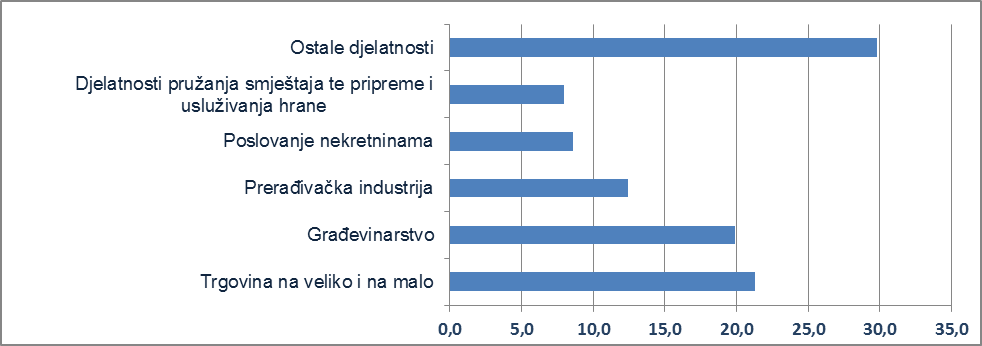 Ostale djelatnosti
Djelatnosti pružanja smještaja te pripreme i
usluživanja hrane
Poslovanje nekretninama
Prerađivačka industrija
Građevinarstvo
Trgovina na veliko i na malo
0,0 5,0 10,0 15,0 20,0 25,0 30,0 35,0